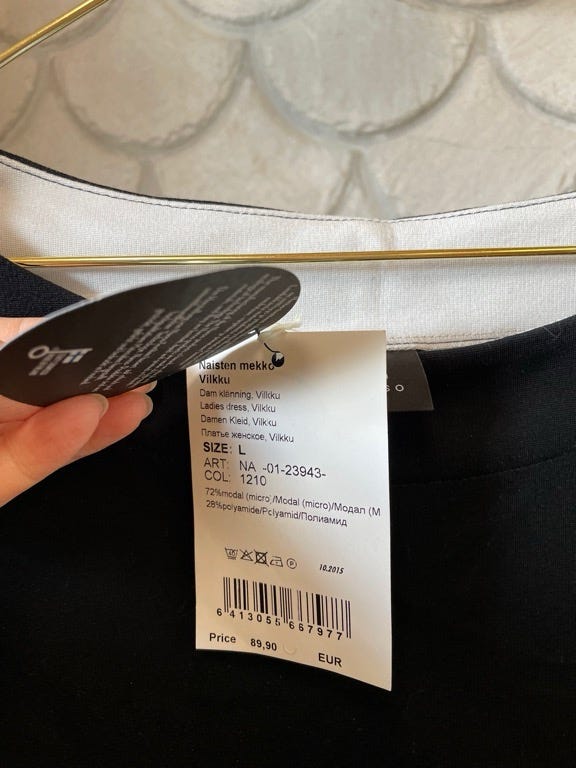 Naisten mekko
Vilkku
Dam klänning, Vilkku
Ladies dress, Vilkku
Damen Kleid, Vilkku
Платье женское, Vilkku
SIZE: L
ART: NA -01-23943-
COL: 1210
72%modal (micro)/Modal (micro)/Модал (М
28%polyamide/Polyamid/Полиамид
10.2015
6 413055 667977
Price 89,90
EUR
S O